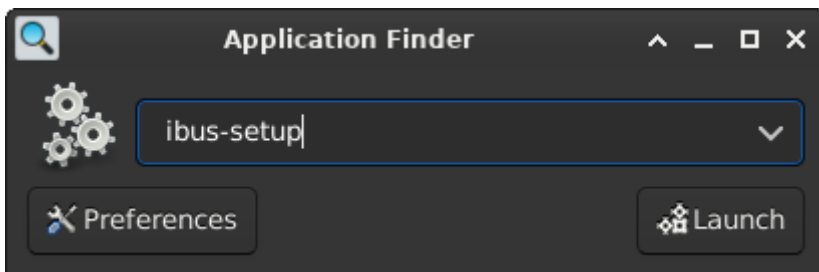 Application Finder
ibus-setup
Preferences
Launch